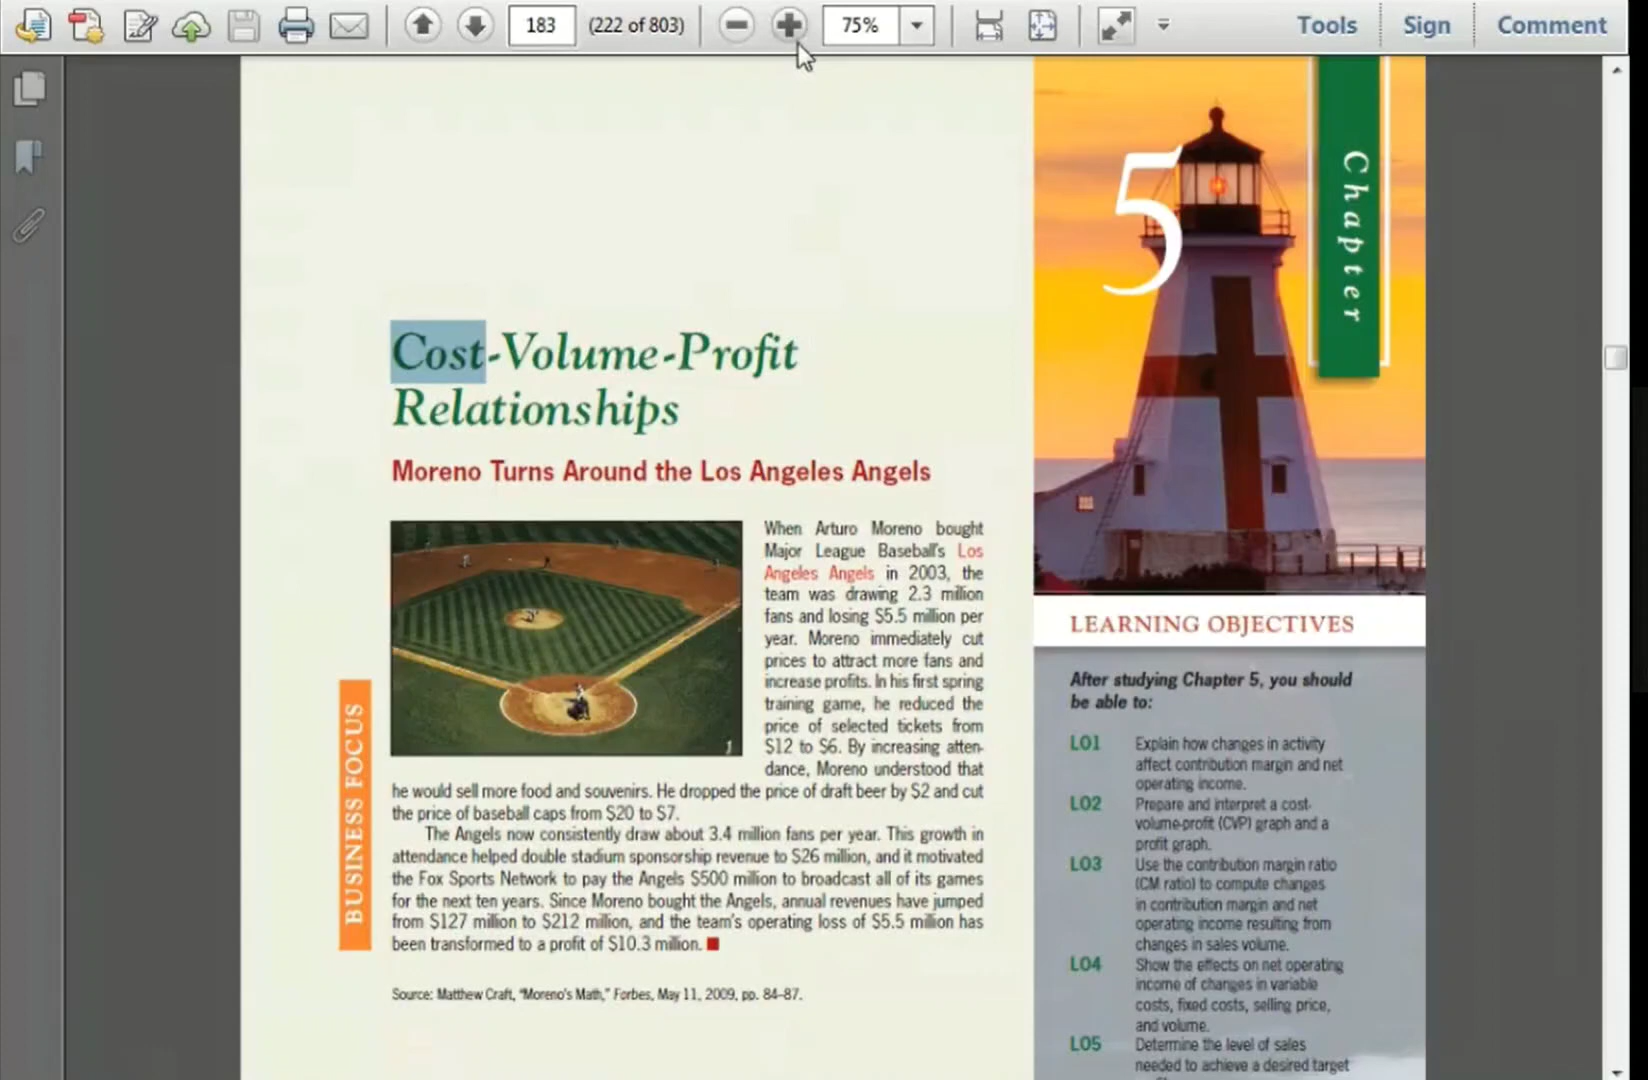 183 (222 of 803) 75% Tools Sign Comment
5
Chapter
Cost-Volume-Profit
Relationships
Moreno Turns Around the Los Angeles Angels
BUSINESS FOCUS
When Arturo Moreno bought
Major League Baseball's Los
Angeles Angels in 2003, the
team was drawing 2.3 million
fans and losing $5.5 million per
year. Moreno immediately cut
prices to attract more fans and
increase profits. In his first spring
training game, he reduced the
price of selected tickets from
$12 to $6. By increasing atten-
dance, Moreno understood that
he would sell more food and souvenirs. He dropped the price of draft beer by $2 and cut
the price of baseball caps from $20 to $7.
The Angels now consistently draw about 3.4 million fans per year. This growth in
attendance helped double stadium sponsorship revenue to $26 million, and it motivated
the Fox Sports Network to pay the Angels $500 million to broadcast all of its games
for the next ten years. Since Moreno bought the Angels, annual revenues have jumped
from $127 million to $212 million, and the team's operating loss of $5.5 million has
been transformed to a profit of $10.3 million.
Source: Matthew Craft, "Moreno's Math," Forbes, May 11, 2009, pp. 84–87.
LEARNING OBJECTIVES
After studying Chapter 5, you should
be able to:
LO1 Explain how changes in activity
affect contribution margin and net
operating income.
LO2 Prepare and interpret a cost-
volume-profit (CVP) graph and a
profit graph.
LO3 Use the contribution margin ratio
(CM ratio) to compute changes
in contribution margin and net
operating income resulting from
changes in sales volume.
LO4 Show the effects on net operating
income of changes in variable
costs, fixed costs, selling price,
and volume.
LO5 Determine the level of sales
needed to achieve a desired target